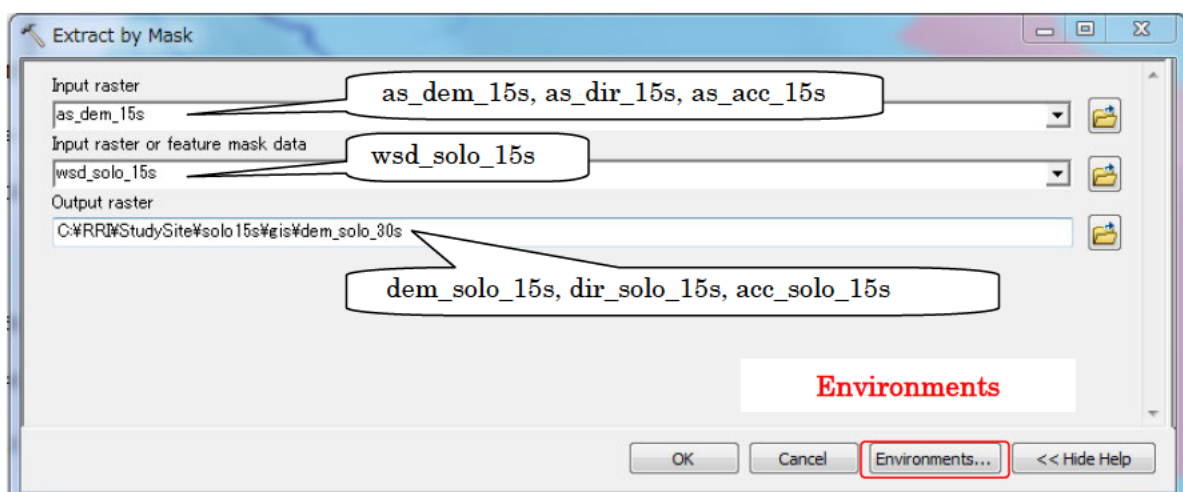 Extract by Mask
Input raster
as_dem_15s, as_dir_15s, as_acc_15s
as_dem_15s
Input raster or feature mask data
wsd_solo_15s
wsd_solo_15s
Output raster
C:¥RRI¥StudySite¥solo15s¥gis¥dem_solo_30s
dem_solo_15s, dir_solo_15s, acc_solo_15s
Environments
OK Cancel Environments... << Hide Help